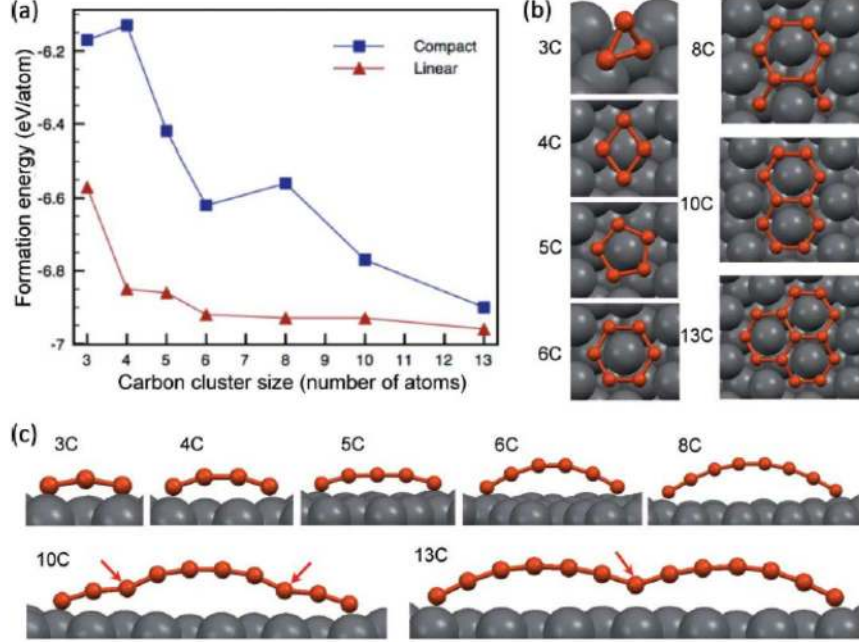 (a)
-6.2
-6.4
-6.6
-6.8
-7
Formation energy (eV/atom)
Compact
Linear
3 4 5 6 7 8 9 10 11 12 13
Carbon cluster size (number of atoms)
(b)
3C
4C
5C
6C
8C
10C
13C
(c)
3C 4C 5C 6C 8C
10C 13C